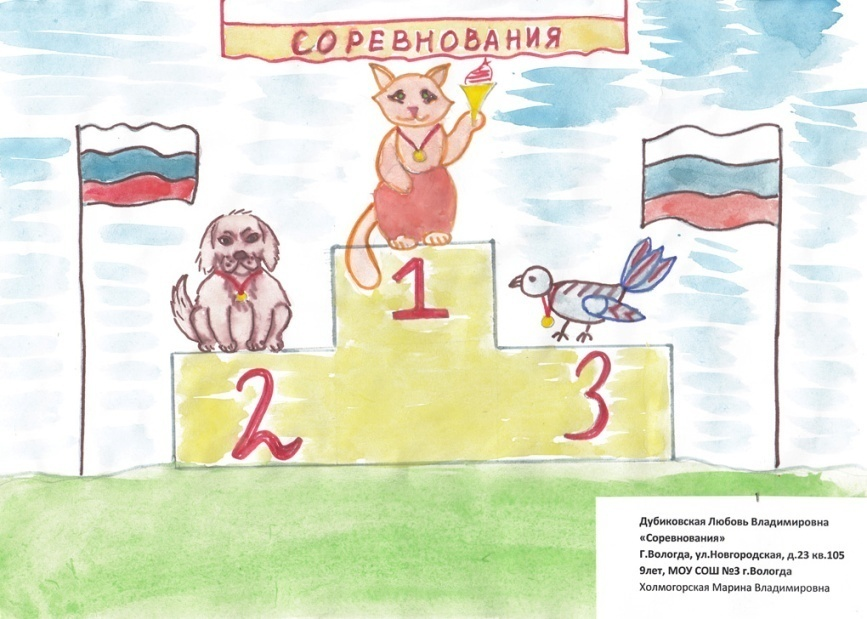 СОРЕВНОВАНИЯ
1
2
3
Дубиковская Любовь Владимировна
«Соревнования»
Г.Вологда, ул.Новгородская, д.23 кв.105
9лет, МОУ СОШ №3 г.Вологда
Холмогорская Марина Владимировна